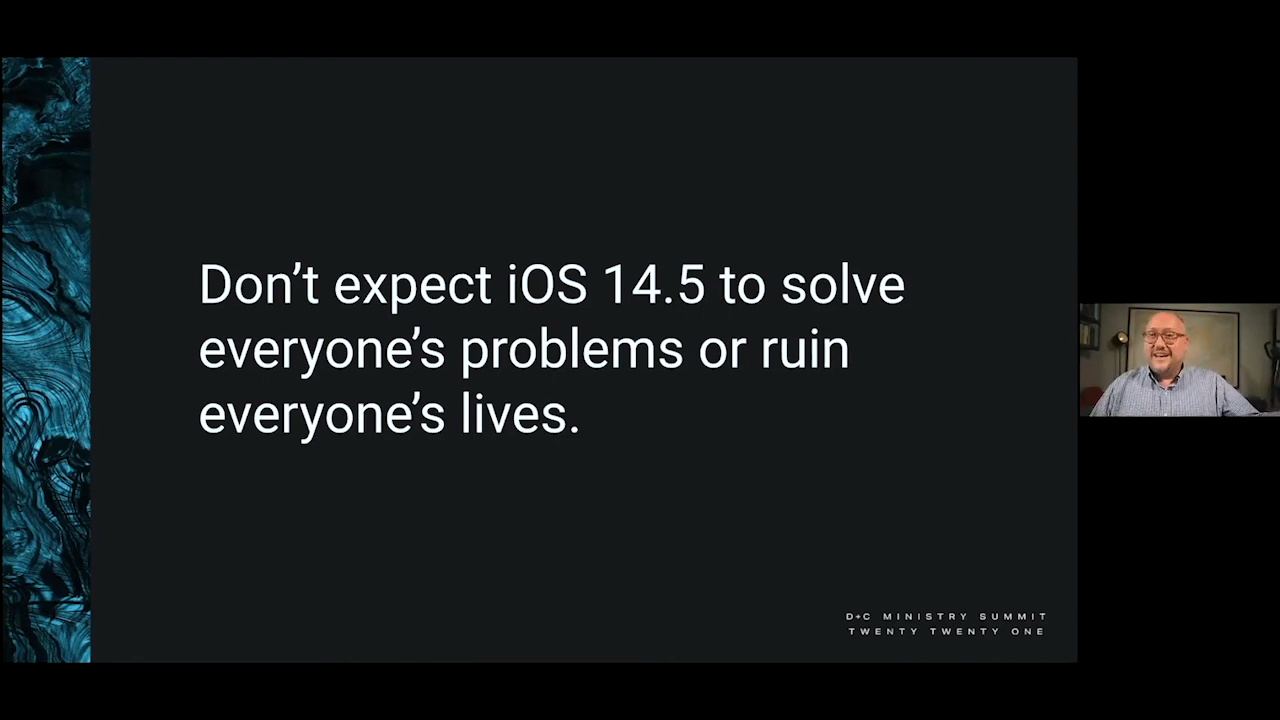 Don’t expect iOS 14.5 to solve
everyone’s problems or ruin
everyone’s lives.
D+C MINISTRY SUMMIT
TWENTY TWENTY ONE